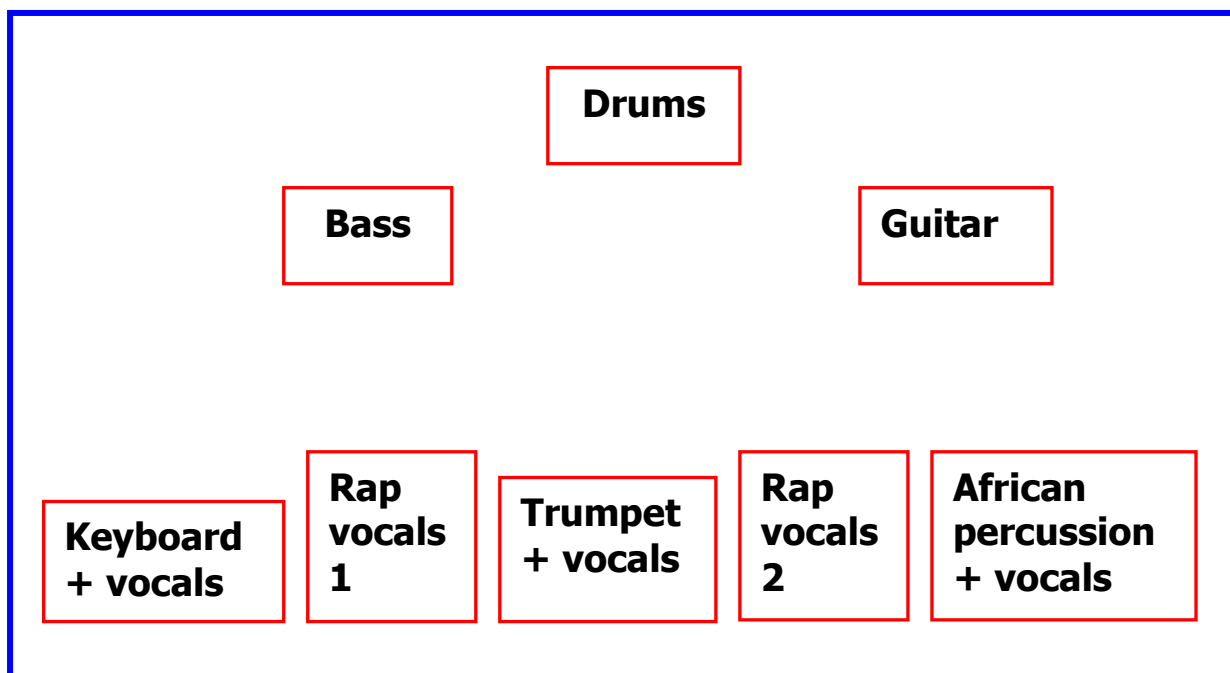 Drums
Bass
Guitar
Keyboard
+ vocals
Rap
vocals
1
Trumpet
+ vocals
Rap
vocals
2
African
percussion
+ vocals